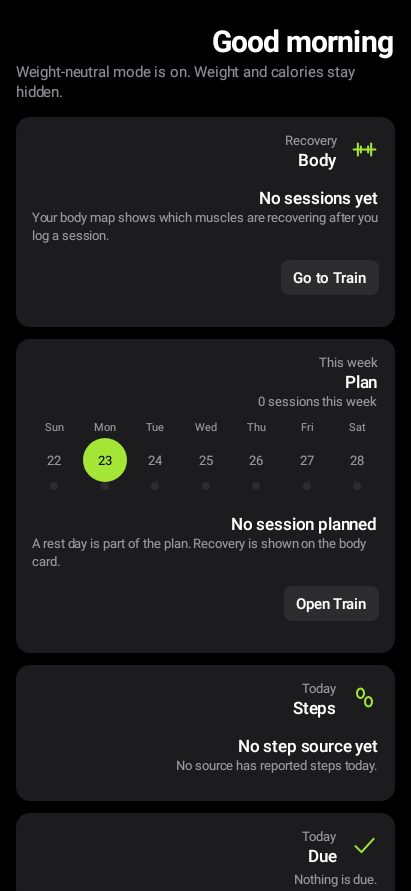 Good morning
Weight-neutral mode is on. Weight and calories stay
hidden.
Recovery
Body
No sessions yet
Your body map shows which muscles are recovering after you
log a session.
Go to Train
This week
Plan
0 sessions this week
Sun Mon Tue Wed Thu Fri Sat
22 23 24 25 26 27 28
No session planned
A rest day is part of the plan. Recovery is shown on the body
card.
Open Train
Today
Steps
No step source yet
No source has reported steps today.
Today
Due
Nothing is due.